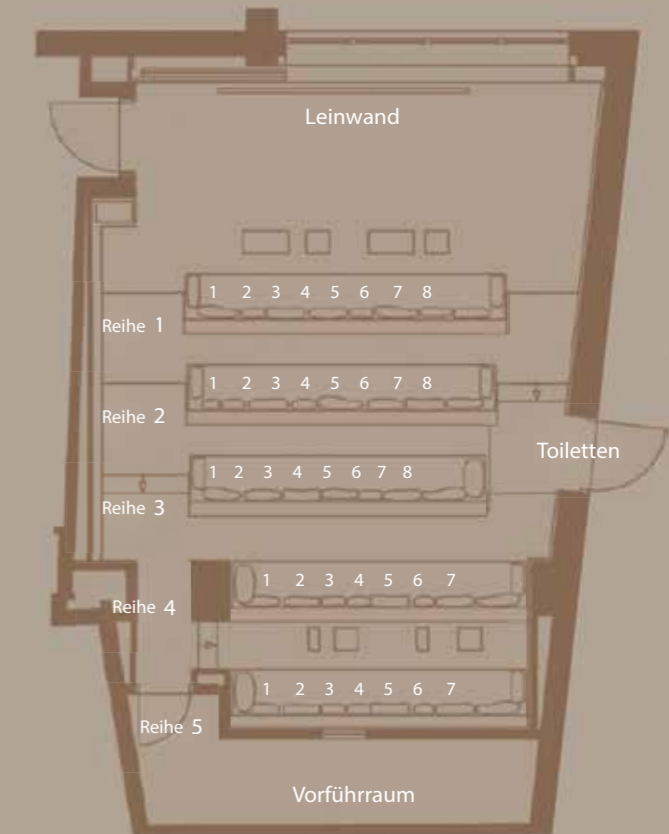 Leinwand
1 2 3 4 5 6 7 8
Reihe 1
1 2 3 4 5 6 7 8
Reihe 2
Toiletten
1 2 3 4 5 6 7 8
Reihe 3
1 2 3 4 5 6 7
Reihe 4
1 2 3 4 5 6 7
Reihe 5
Vorführraum